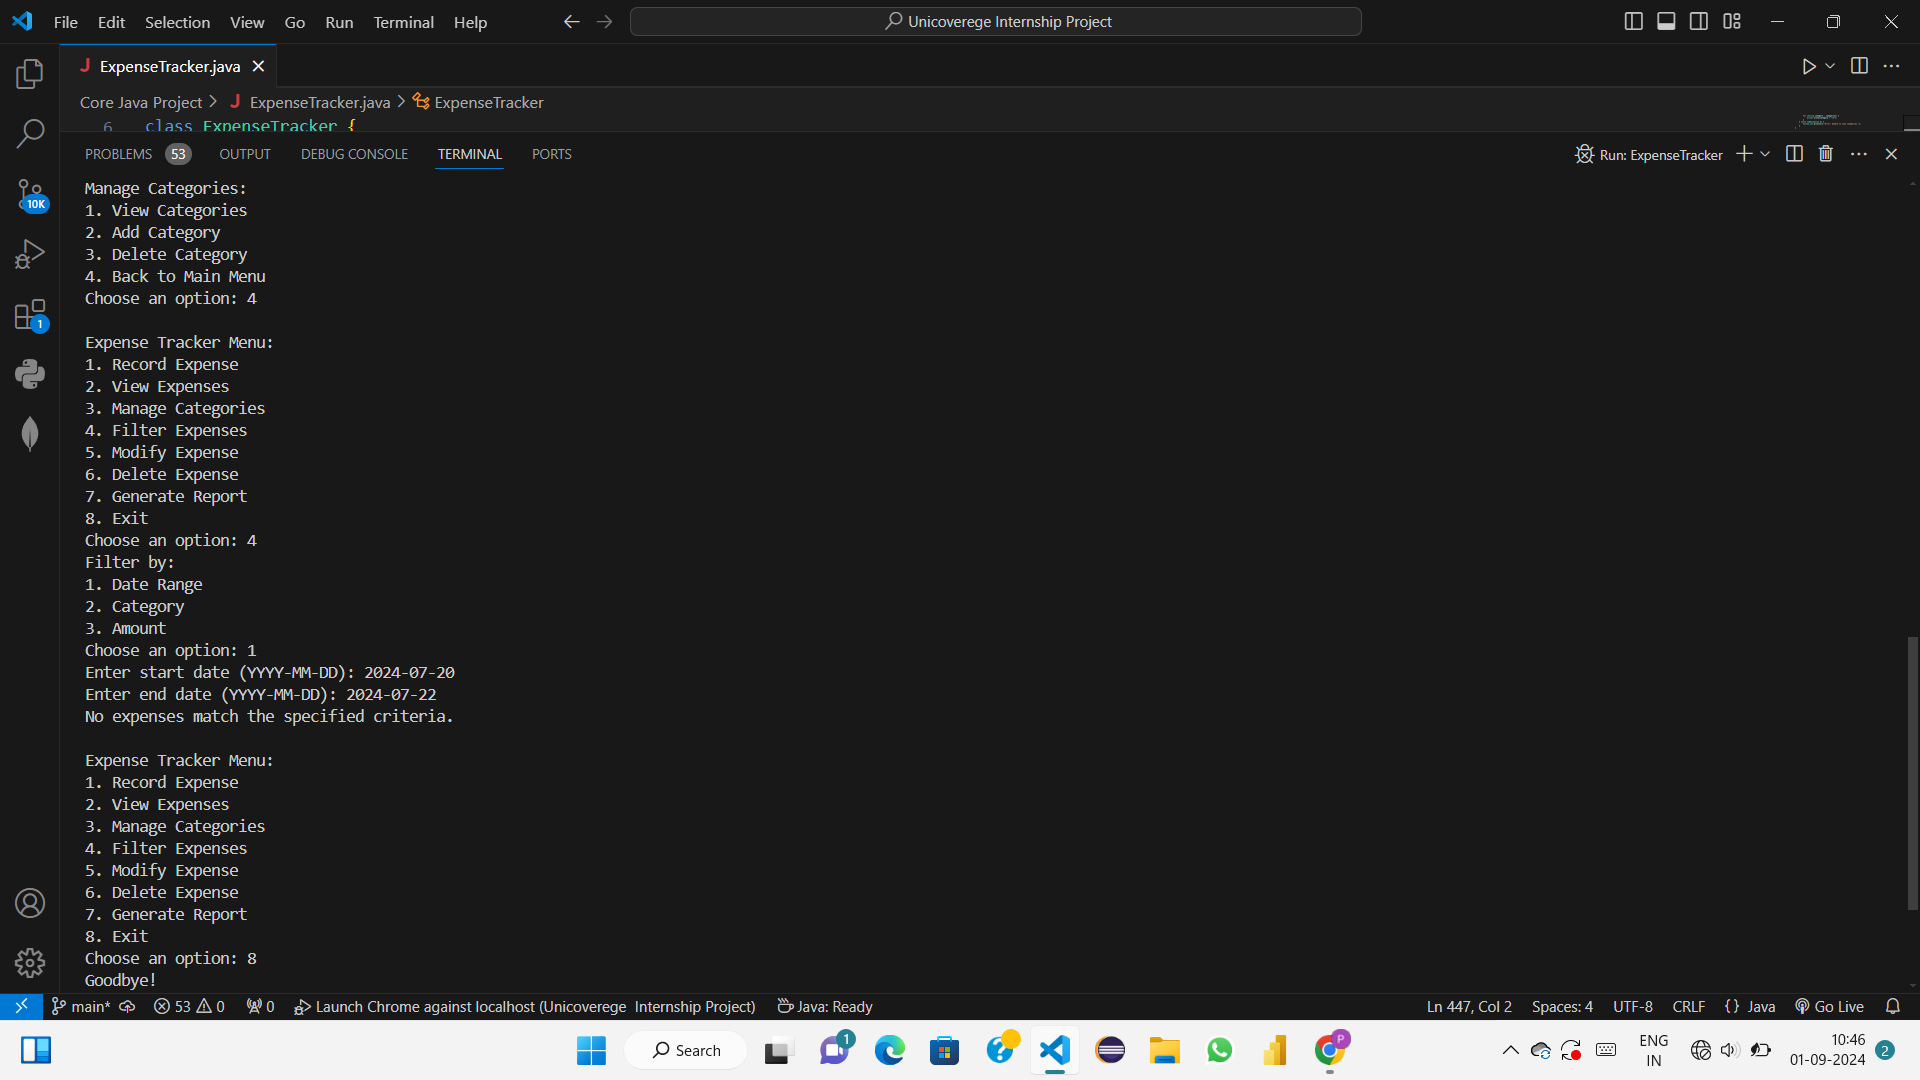 File Edit Selection View Go Run Terminal Help
Unicoverege Internship Project
ExpenseTracker.java
Core Java Project > ExpenseTracker.java > ExpenseTracker
6 class ExpenseTracker {
PROBLEMS 53 OUTPUT DEBUG CONSOLE TERMINAL PORTS
Run: ExpenseTracker
10K
1
Manage Categories:
1. View Categories
2. Add Category
3. Delete Category
4. Back to Main Menu
Choose an option: 4
Expense Tracker Menu:
1. Record Expense
2. View Expenses
3. Manage Categories
4. Filter Expenses
5. Modify Expense
6. Delete Expense
7. Generate Report
8. Exit
Choose an option: 4
Filter by:
1. Date Range
2. Category
3. Amount
Choose an option: 1
Enter start date (YYYY-MM-DD): 2024-07-20
Enter end date (YYYY-MM-DD): 2024-07-22
No expenses match the specified criteria.
Expense Tracker Menu:
1. Record Expense
2. View Expenses
3. Manage Categories
4. Filter Expenses
5. Modify Expense
6. Delete Expense
7. Generate Report
8. Exit
Choose an option: 8
Goodbye!
main* 53 0 0 Launch Chrome against localhost (Unicoverege Internship Project) Java: Ready
Ln 447, Col 2 Spaces: 4 UTF-8 CRLF {} Java Go Live
Search
1
P
ENG
IN
10:46
01-09-2024
2